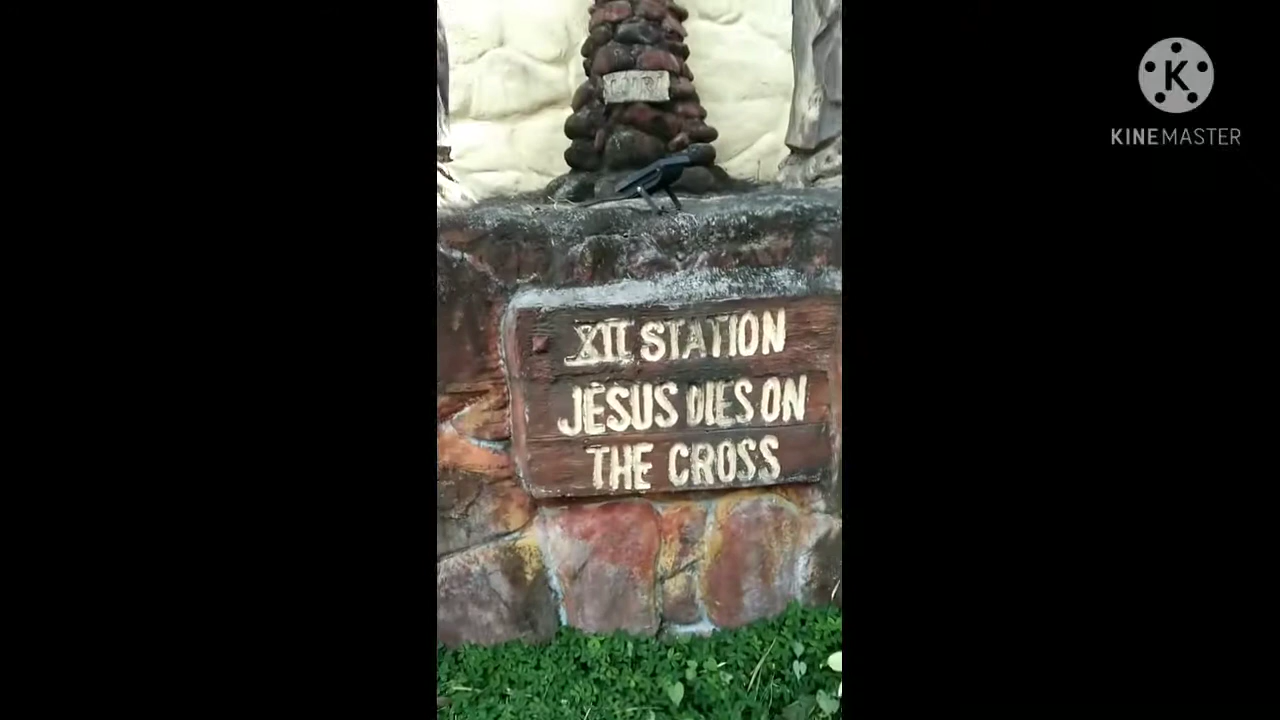 XII STATION
JESUS DIES ON
THE CROSS
KINEMASTER